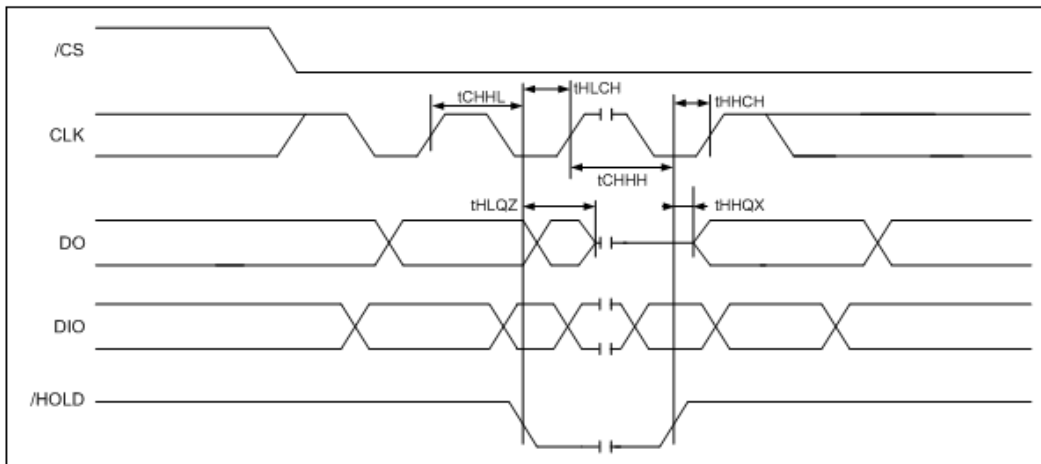 /CS
tCHHL
tHLCH
tHHCH
CLK
tCHHH
tHLQZ
tHHQX
DO
DIO
/HOLD